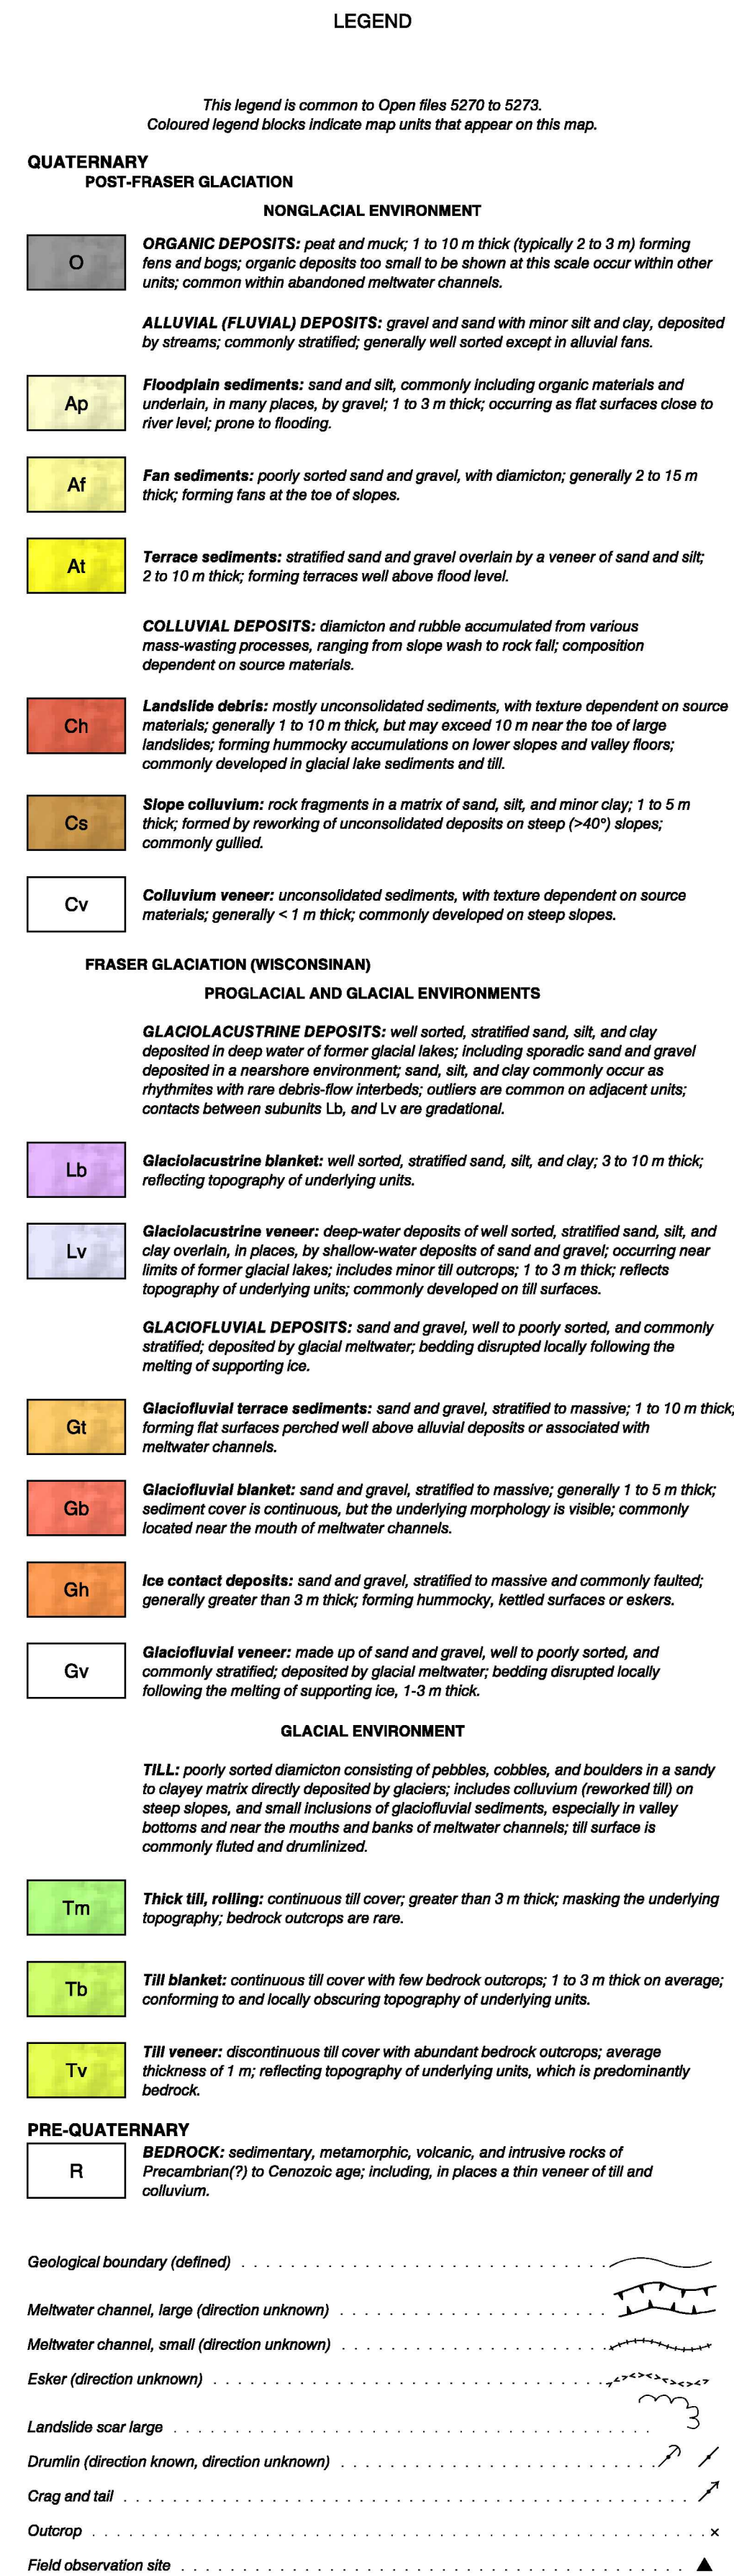 LEGEND
This legend is common to Open files 5270 to 5273.
Coloured legend blocks indicate map units that appear on this map.
QUATERNARY
POST-FRASER GLACIATION
NONGLACIAL ENVIRONMENT
O
ORGANIC DEPOSITS: peat and muck; 1 to 10 m thick (typically 2 to 3 m) forming
fens and bogs; organic deposits too small to be shown at this scale occur within other
units; common within abandoned meltwater channels.
ALLUVIAL (FLUVIAL) DEPOSITS: gravel and sand with minor silt and clay, deposited
by streams; commonly stratified; generally well sorted except in alluvial fans.
Ap
Floodplain sediments: sand and silt, commonly including organic materials and
underlain, in many places, by gravel; 1 to 3 m thick; occurring as flat surfaces close to
river level; prone to flooding.
Af
Fan sediments: poorly sorted sand and gravel, with diamicton; generally 2 to 15 m
thick; forming fans at the toe of slopes.
At
Terrace sediments: stratified sand and gravel overlain by a veneer of sand and silt;
2 to 10 m thick; forming terraces well above flood level.
COLLUVIAL DEPOSITS: diamicton and rubble accumulated from various
mass-wasting processes, ranging from slope wash to rock fall; composition
dependent on source materials.
Ch
Landslide debris: mostly unconsolidated sediments, with texture dependent on source
materials; generally 1 to 10 m thick, but may exceed 10 m near the toe of large
landslides; forming hummocky accumulations on lower slopes and valley floors;
commonly developed in glacial lake sediments and till.
Cs
Slope colluvium: rock fragments in a matrix of sand, silt, and minor clay; 1 to 5 m
thick; formed by reworking of unconsolidated deposits on steep (>40°) slopes;
commonly gullied.
Cv
Colluvium veneer: unconsolidated sediments, with texture dependent on source
materials; generally < 1 m thick; commonly developed on steep slopes.
FRASER GLACIATION (WISCONSINAN)
PROGLACIAL AND GLACIAL ENVIRONMENTS
GLACIOLACUSTRINE DEPOSITS: well sorted, stratified sand, silt, and clay
deposited in deep water of former glacial lakes; including sporadic sand and gravel
deposited in a nearshore environment; sand, silt, and clay commonly occur as
rhythmites with rare debris-flow interbeds; outliers are common on adjacent units;
contacts between subunits Lb, and Lv are gradational.
Lb
Glaciolacustrine blanket: well sorted, stratified sand, silt, and clay; 3 to 10 m thick;
reflecting topography of underlying units.
Lv
Glaciolacustrine veneer: deep-water deposits of well sorted, stratified sand, silt, and
clay overlain, in places, by shallow-water deposits of sand and gravel; occurring near
limits of former glacial lakes; includes minor till outcrops; 1 to 3 m thick; reflects
topography of underlying units; commonly developed on till surfaces.
GLACIOFLUVIAL DEPOSITS: sand and gravel, well to poorly sorted, and commonly
stratified; deposited by glacial meltwater; bedding disrupted locally following the
melting of supporting ice.
Gt
Glaciofluvial terrace sediments: sand and gravel, stratified to massive; 1 to 10 m thick;
forming flat surfaces perched well above alluvial deposits or associated with
meltwater channels.
Gb
Glaciofluvial blanket: sand and gravel, stratified to massive; generally 1 to 5 m thick;
sediment cover is continuous, but the underlying morphology is visible; commonly
located near the mouth of meltwater channels.
Gh
Ice contact deposits: sand and gravel, stratified to massive and commonly faulted;
generally greater than 3 m thick; forming hummocky, kettled surfaces or eskers.
Gv
Glaciofluvial veneer: made up of sand and gravel, well to poorly sorted, and
commonly stratified; deposited by glacial meltwater; bedding disrupted locally
following the melting of supporting ice, 1-3 m thick.
GLACIAL ENVIRONMENT
TILL: poorly sorted diamicton consisting of pebbles, cobbles, and boulders in a sandy
to clayey matrix directly deposited by glaciers; includes colluvium (reworked till) on
steep slopes, and small inclusions of glaciofluvial sediments, especially in valley
bottoms and near the mouths and banks of meltwater channels; till surface is
commonly fluted and drumlinized.
Tm
Thick till, rolling: continuous till cover; greater than 3 m thick; masking the underlying
topography; bedrock outcrops are rare.
Tb
Till blanket: continuous till cover with few bedrock outcrops; 1 to 3 m thick on average;
conforming to and locally obscuring topography of underlying units.
Tv
Till veneer: discontinuous till cover with abundant bedrock outcrops; average
thickness of 1 m; reflecting topography of underlying units, which is predominantly
bedrock.
PRE-QUATERNARY
R
BEDROCK: sedimentary, metamorphic, volcanic, and intrusive rocks of
Precambrian(?) to Cenozoic age; including, in places a thin veneer of till and
colluvium.
Geological boundary (defined)
Meltwater channel, large (direction unknown)
Meltwater channel, small (direction unknown)
Esker (direction unknown)
Landslide scar large
Drumlin (direction known, direction unknown)
Crag and tail
Outcrop
Field observation site